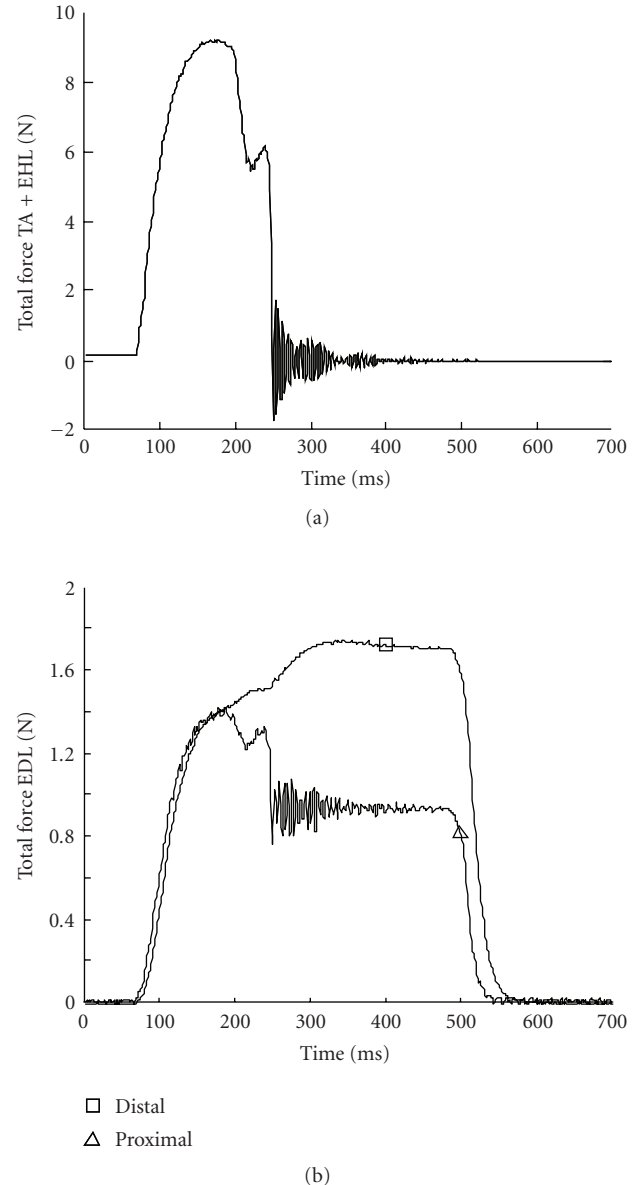 10
8
6
4
2
0
−2
Total force TA + EHL (N)
0 100 200 300 400 500 600 700
Time (ms)
(a)
2
1.6
1.2
0.8
0.4
0
Total force EDL (N)
0 100 200 300 400 500 600 700
Time (ms)
Distal
Proximal
(b)